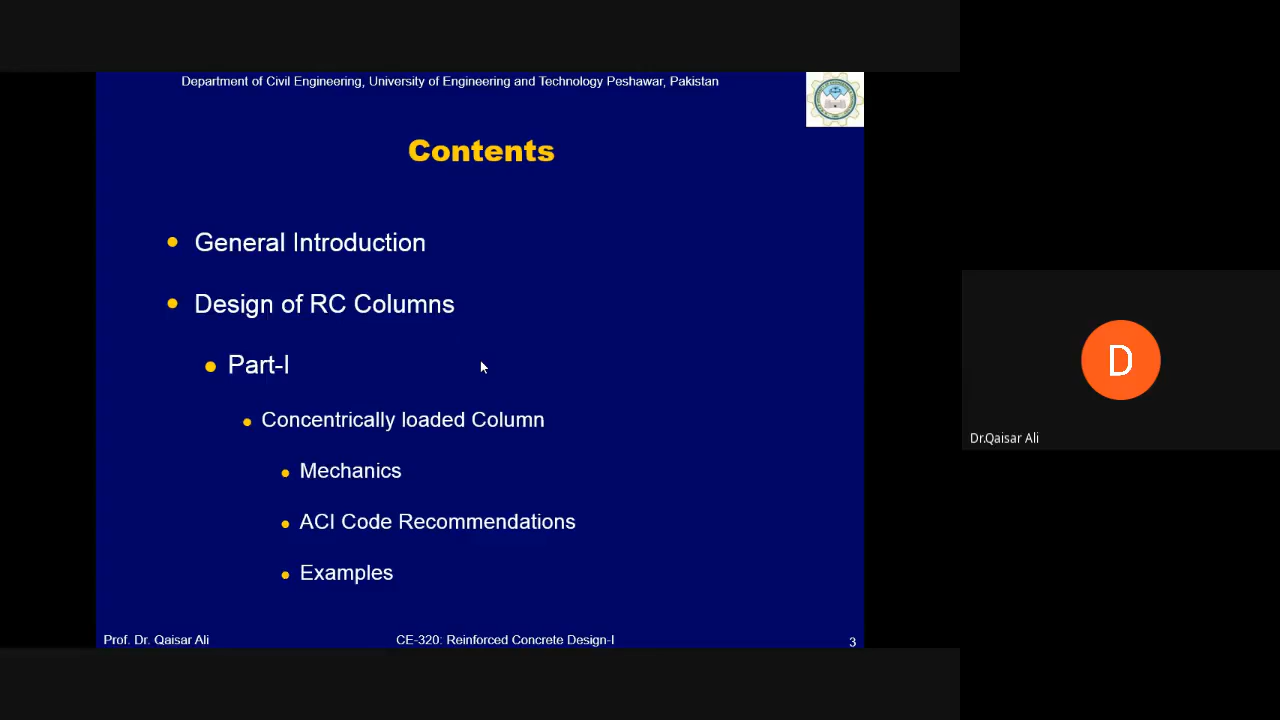 Department of Civil Engineering, University of Engineering and Technology Peshawar, Pakistan
Contents
General Introduction
Design of RC Columns
Part-I
Concentrically loaded Column
Mechanics
ACI Code Recommendations
Examples
Prof. Dr. Qaisar Ali
CE-320: Reinforced Concrete Design-I
3
D
Dr.Qaisar Ali